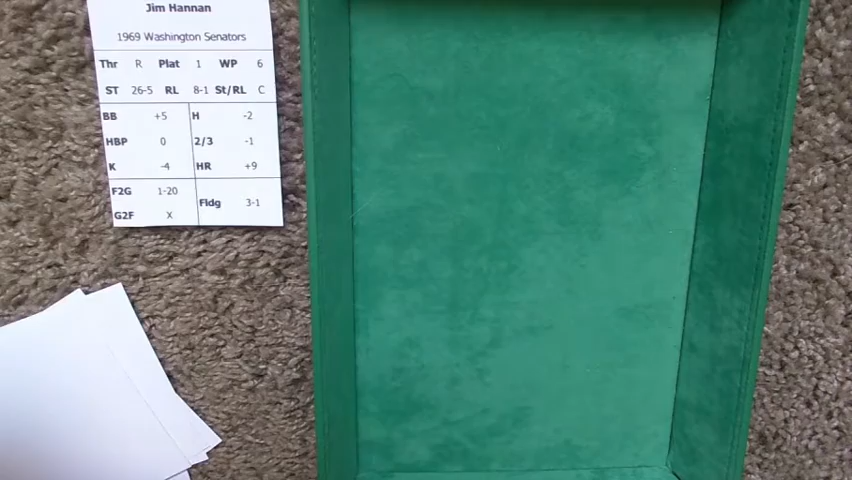 Jim Hannan
1969 Washington Senators
Thr R Plat 1 WP 6
ST 26-5 RL 8-1 St/RL C
BB +5 H -2
HBP 0 2/3 -1
K -4 HR +9
F2G 1-20 Fldg 3-1
G2F X